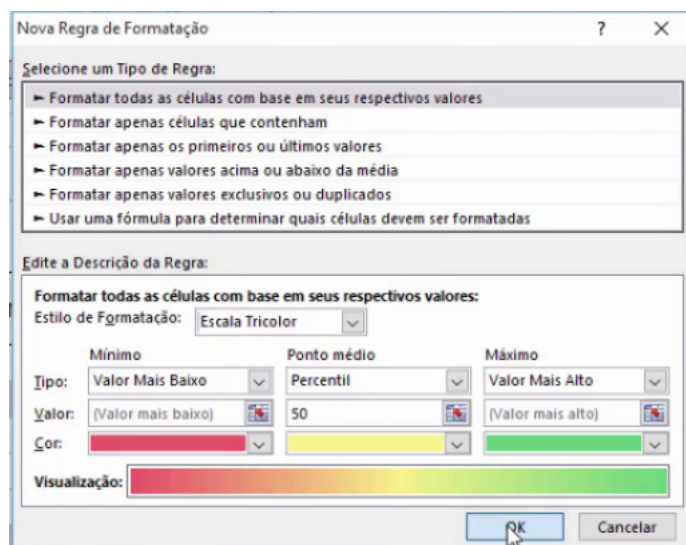 Nova Regra de Formatação ? ×
Selecione um Tipo de Regra:
► Formatar todas as células com base em seus respectivos valores
► Formatar apenas células que contenham
► Formatar apenas os primeiros ou últimos valores
► Formatar apenas valores acima ou abaixo da média
► Formatar apenas valores exclusivos ou duplicados
► Usar uma fórmula para determinar quais células devem ser formatadas
Edite a Descrição da Regra:
Formatar todas as células com base em seus respectivos valores:
Estilo de Formatação: Escala Tricolor
Mínimo Ponto médio Máximo
Tipo: Valor Mais Baixo Percentil Valor Mais Alto
Valor: (Valor mais baixo) 50 (Valor mais alto)
Cor:
Visualização:
OK Cancelar